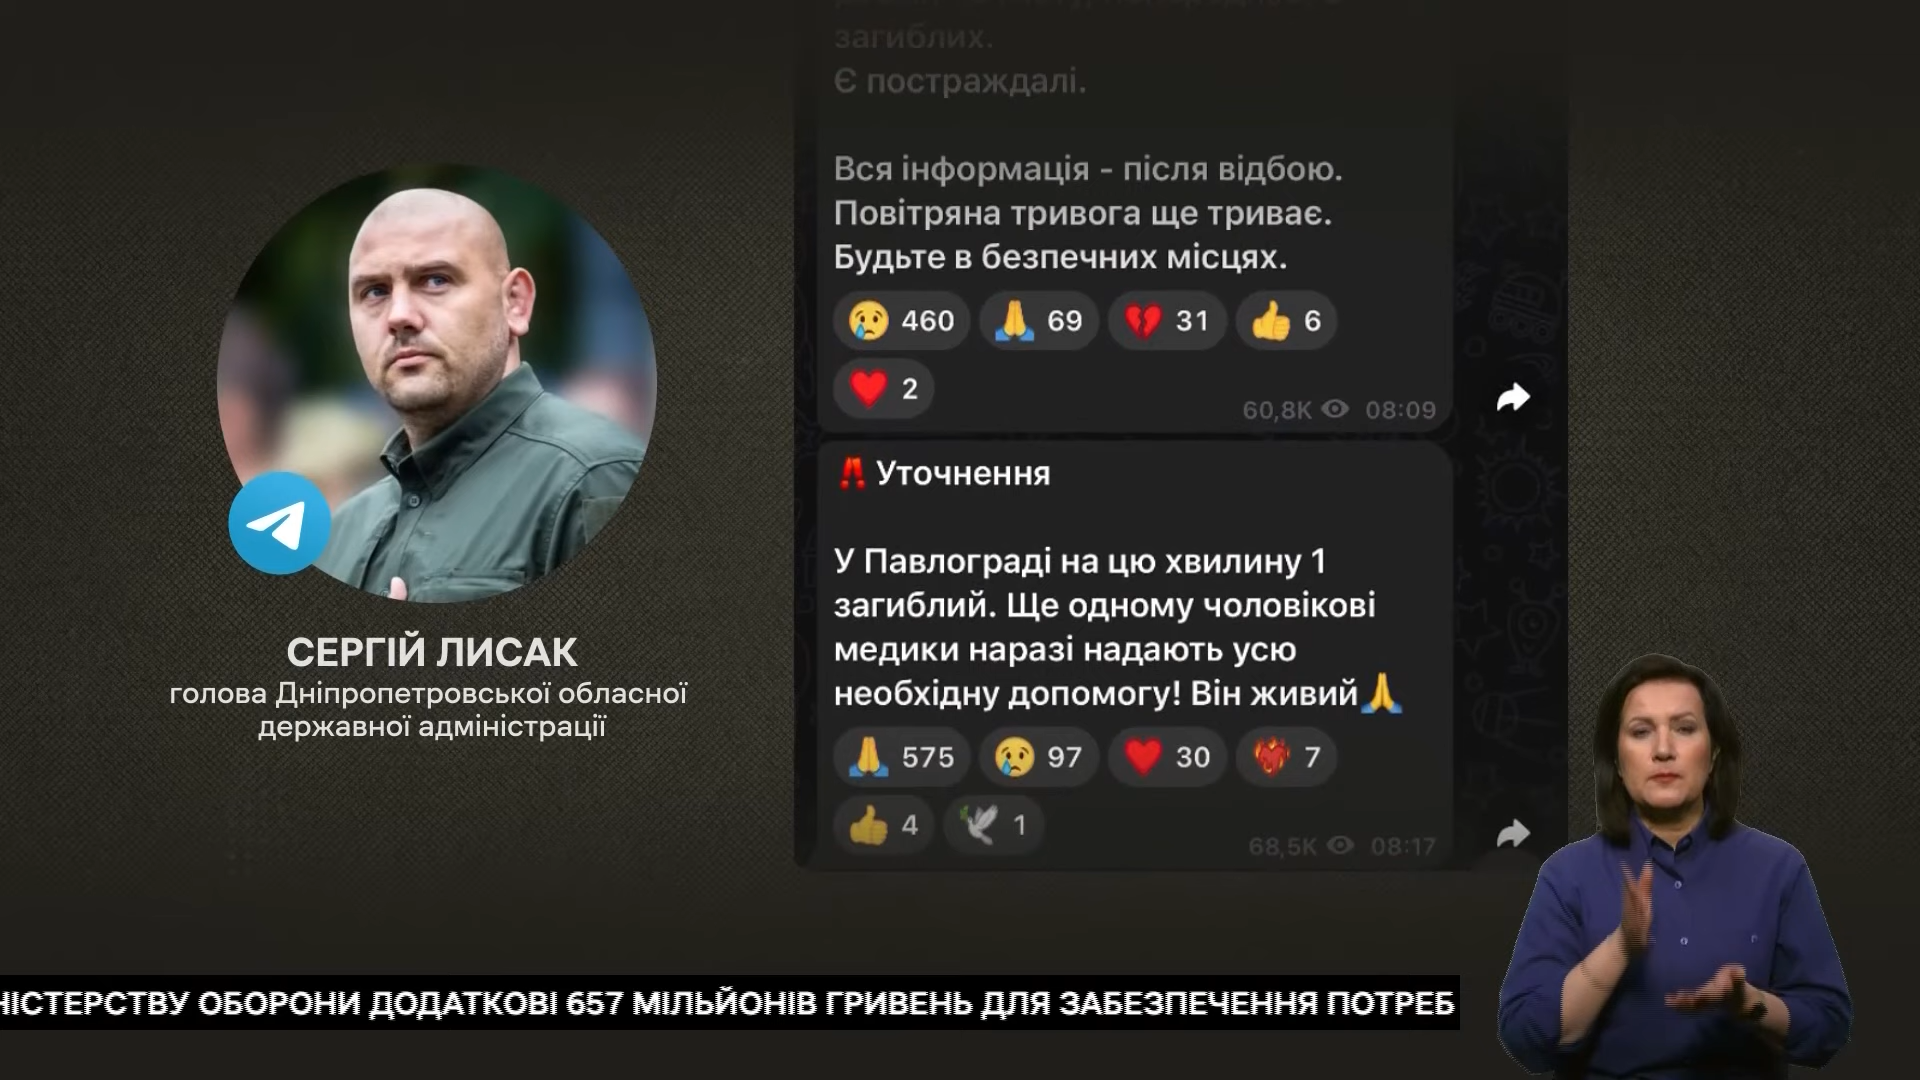 загиблих.
Є постраждалі.
Вся інформація - після відбою.
Повітряна тривога ще триває.
Будьте в безпечних місцях.
460 69 31 6
2
60,8K 08:09
Уточнення
У Павлограді на цю хвилину 1
загиблий. Ще одному чоловікові
медики наразі надають усю
необхідну допомогу! Він живий
575 97 30 7
4 1
68,5K 08:17
СЕРГІЙ ЛИСАК
голова Дніпропетровської обласної
державної адміністрації
НІСТЕРСТВУ ОБОРОНИ ДОДАТКОВІ 657 МІЛЬЙОНІВ ГРИВЕНЬ ДЛЯ ЗАБЕЗПЕЧЕННЯ ПОТРЕБ